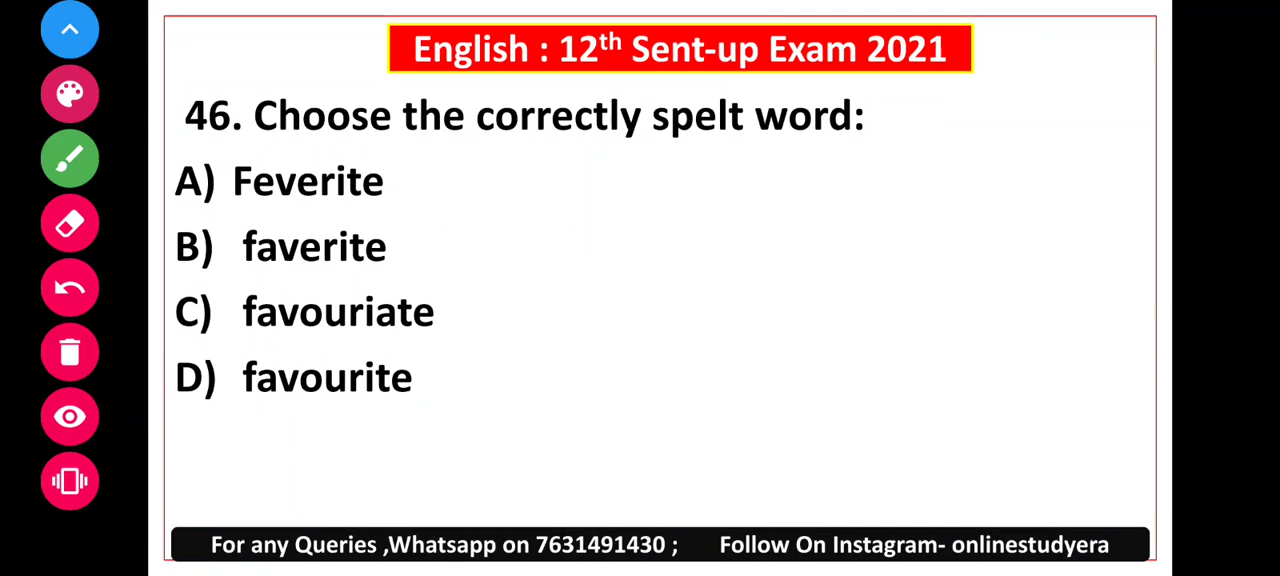 English : 12th Sent-up Exam 2021
46. Choose the correctly spelt word:
A) Feverite
B) faverite
C) favouriate
D) favourite
For any Queries ,Whatsapp on 7631491430 ; Follow On Instagram- onlinestudyera